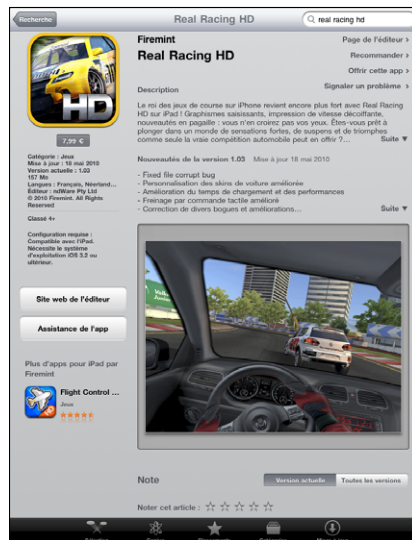 Recherche
Real Racing HD
real racing hd
Firemint
Real Racing HD
Page de l'éditeur ›
Recommander ›
Offrir cette app ›
Signaler un problème ›
HD
7,99 €
Catégorie : Jeux
Mise à jour : 18 mai 2010
Version actuelle : 1.03
157 Mo
Langues : Français, Néerland...
Éditeur : ndWare Pty Ltd
© 2010 Firemint. All Rights
Reserved
Classé 4+
Configuration requise :
Compatible avec l'iPad.
Nécessite le système
d'exploitation iOS 3.2 ou
ultérieur.
Site web de l'éditeur
Assistance de l'app
Plus d'apps pour iPad par
Firemint
Flight Control ...
Jeux
HD
Description
Le roi des jeux de course sur iPhone revient encore plus fort avec Real Racing
HD sur iPad ! Graphismes saisissants, impression de vitesse décoiffante,
nouveautés en pagaille : vous n'en croirez pas vos yeux. Êtes-vous prêt à
plonger dans un monde de sensations fortes, de suspens et de triomphes
comme seule la vraie compétition automobile peut en offrir ?... Suite ▼
Nouveautés de la version 1.03 Mise à jour 18 mai 2010
- Fixed file corrupt bug
- Personnalisation des skins de voiture améliorée
- Amélioration du temps de chargement et des performances
- Freinage par commande tactile amélioré
- Correction de divers bogues et améliorations... Suite ▼
Note
Version actuelle
Toutes les versions
Noter cet article :